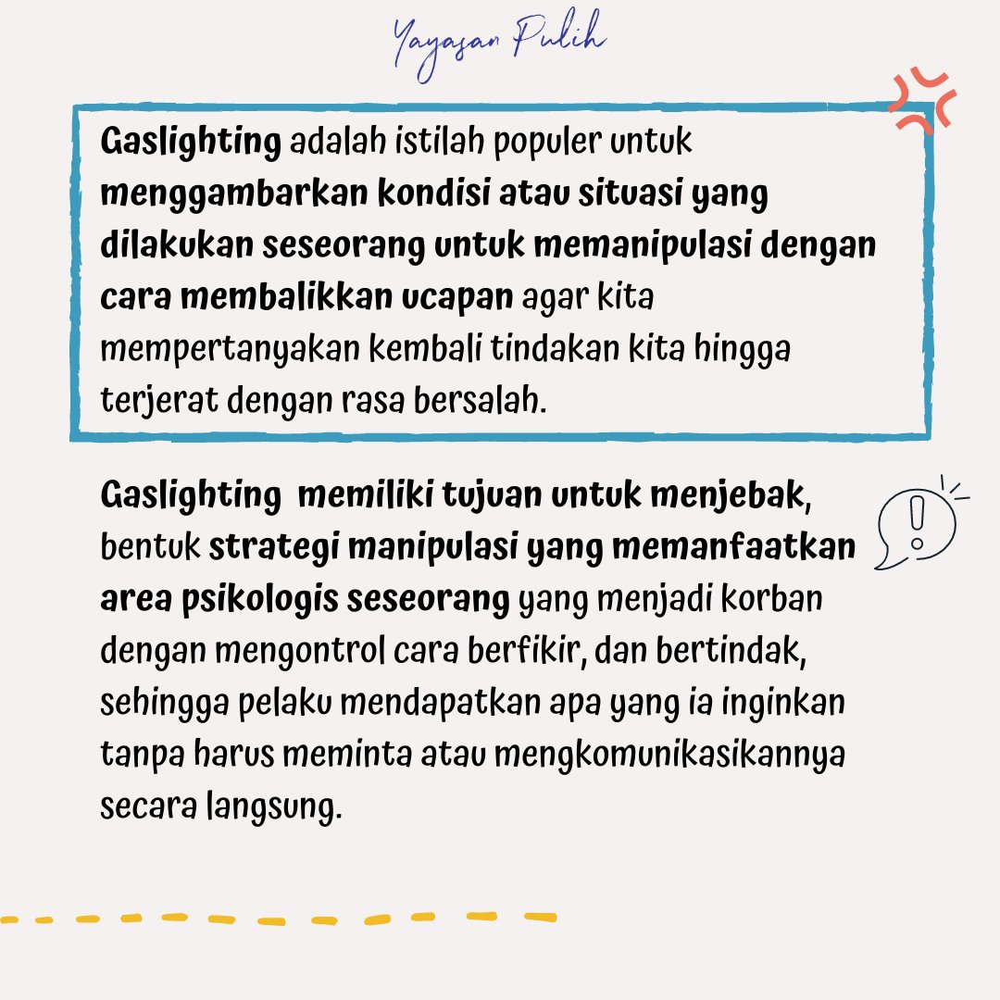 Yayasan Pulih
Gaslighting adalah istilah populer untuk
menggambarkan kondisi atau situasi yang
dilakukan seseorang untuk memanipulasi dengan
cara membalikkan ucapan agar kita
mempertanyakan kembali tindakan kita hingga
terjerat dengan rasa bersalah.
Gaslighting  memiliki tujuan untuk menjebak,
bentuk strategi manipulasi yang memanfaatkan
area psikologis seseorang yang menjadi korban
dengan mengontrol cara berfikir, dan bertindak,
sehingga pelaku mendapatkan apa yang ia inginkan
tanpa harus meminta atau mengkomunikasikannya
secara langsung.